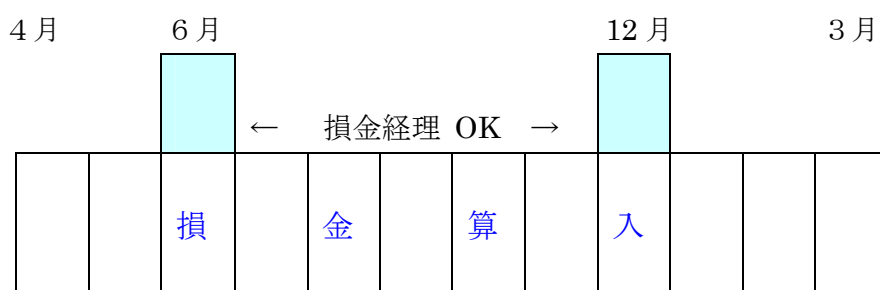 ４月 ６月 12月 ３月
← 損金経理 OK →
損 金 算 入